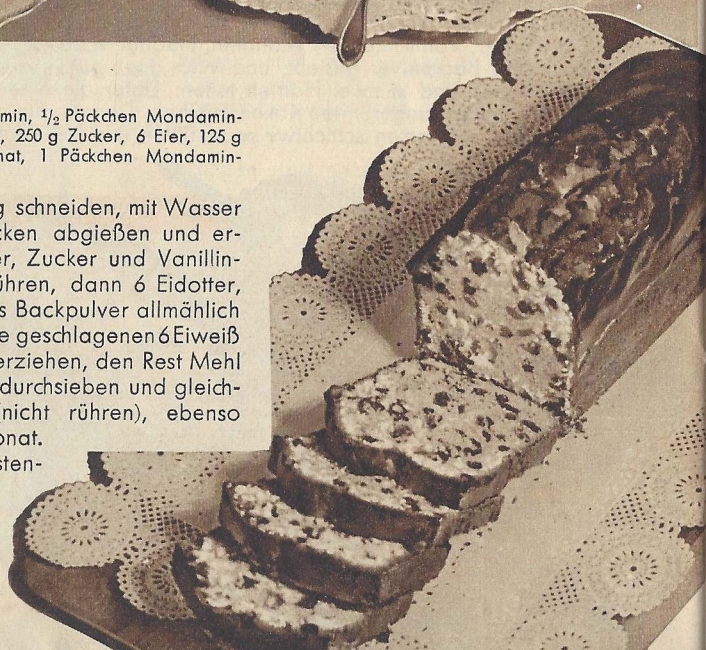 min, ½ Päckchen Mondamin-
, 250 g Zucker, 6 Eier, 125 g
nat, 1 Päckchen Mondamin-
g schneiden, mit Wasser
cken abgießen und er-
er, Zucker und Vanillin-
ühren, dann 6 Eidotter,
s Backpulver allmählich
e geschlagenen 6 Eiweiß
erziehen, den Rest Mehl
durchsieben und gleich-
(nicht rühren), ebenso
onat.
sten-